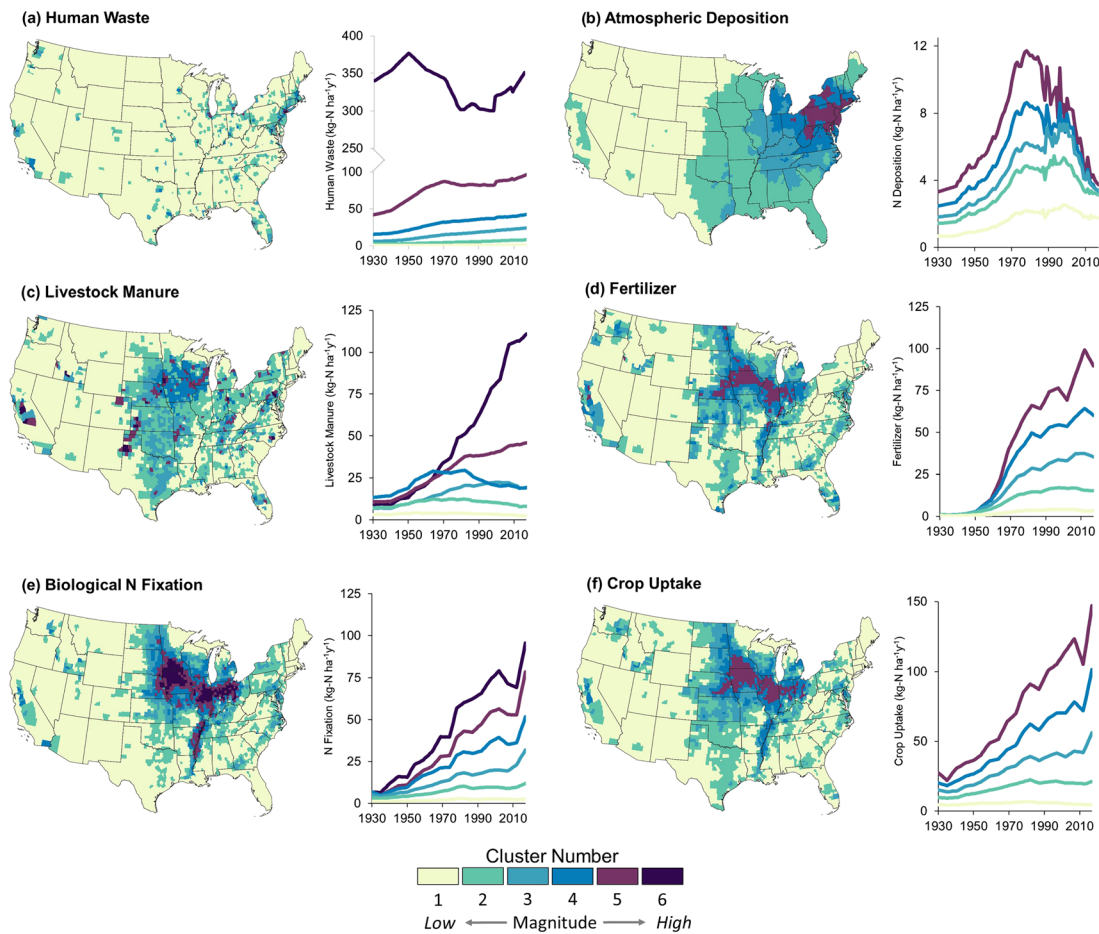 (a) Human Waste
400
350
300
250
100
50
0
Human Waste (kg-N ha⁻¹y⁻¹)
1930 1950 1970 1990 2010
(b) Atmospheric Deposition
12
8
4
0
N Deposition (kg-N ha⁻¹y⁻¹)
1930 1950 1970 1990 2010
(c) Livestock Manure
125
100
75
50
25
0
Livestock Manure (kg-N ha⁻¹y⁻¹)
1930 1950 1970 1990 2010
(d) Fertilizer
125
100
75
50
25
0
Fertilizer (kg-N ha⁻¹y⁻¹)
1930 1950 1970 1990 2010
(e) Biological N Fixation
125
100
75
50
25
0
N Fixation (kg-N ha⁻¹y⁻¹)
1930 1950 1970 1990 2010
(f) Crop Uptake
150
100
50
0
Crop Uptake (kg-N ha⁻¹y⁻¹)
1930 1950 1970 1990 2010
Cluster Number
1 2 3 4 5 6
Low Magnitude High